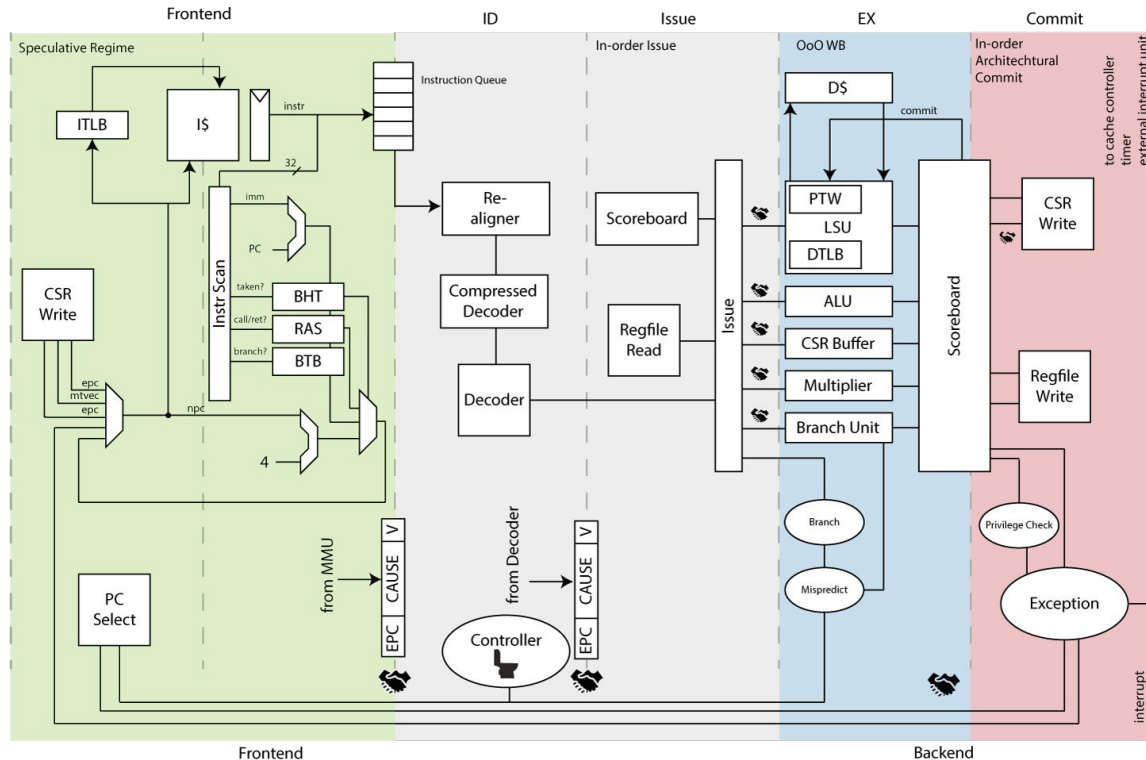 Frontend
ID
Issue
EX
Commit
Speculative Regime
In-order Issue
OoO WB
In-order
Architechtural
Commit
to cache controller
timer
external interrupt unit
Instruction Queue
D$
ITLB
I$
instr
commit
32
imm
PC
Instr Scan
Re-
aligner
Scoreboard
PTW
LSU
DTLB
CSR
Write
CSR
Write
taken?
BHT
call/ret?
RAS
branch?
BTB
Compressed
Decoder
Regfile
Read
Issue
ALU
CSR Buffer
Multiplier
Branch Unit
Scoreboard
Regfile
Write
epc
mtvec
epc
npc
4
Decoder
from MMU
EPC
CAUSE
V
from Decoder
EPC
CAUSE
V
Branch
Mispredict
Privilege Check
Exception
PC
Select
Controller
interrupt
Frontend
Backend